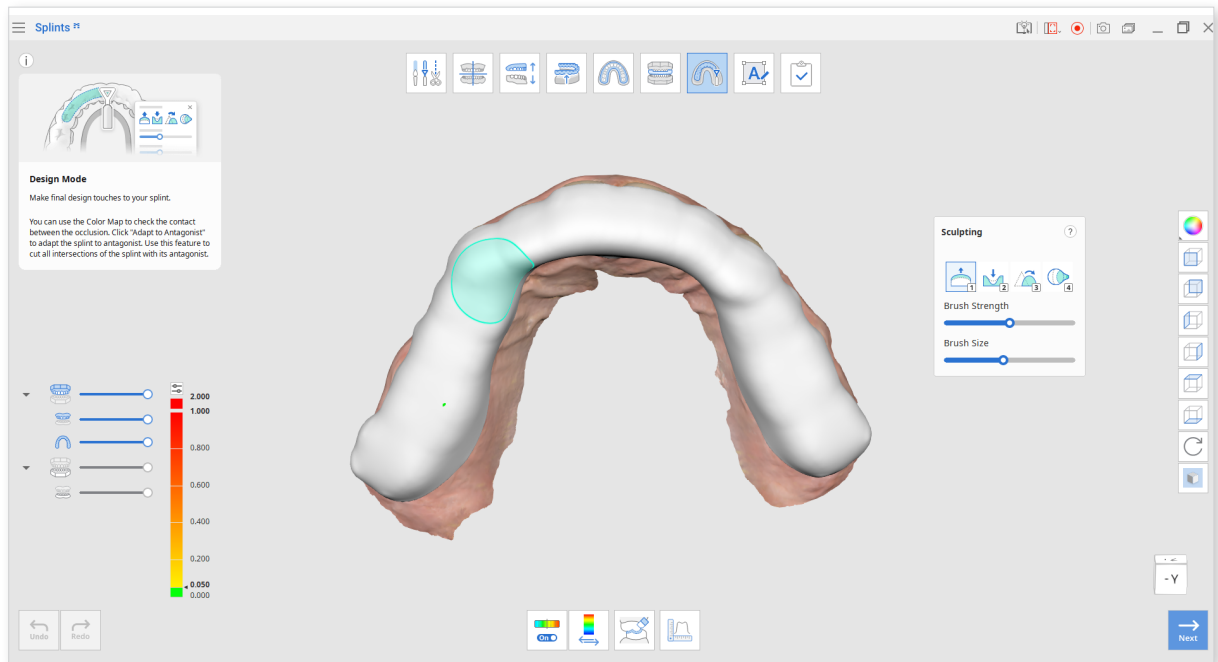 Splints
Design Mode
Make final design touches to your splint.
You can use the Color Map to check the contact
between the occlusion. Click "Adapt to Antagonist"
to adapt the splint to antagonist. Use this feature to
cut all intersections of the splint with its antagonist.
A
Sculpting
?
1
2
3
4
Brush Strength
Brush Size
2.000
1.000
0.800
0.600
0.400
0.200
0.050
0.000
- Y
Undo
Redo
On
Next